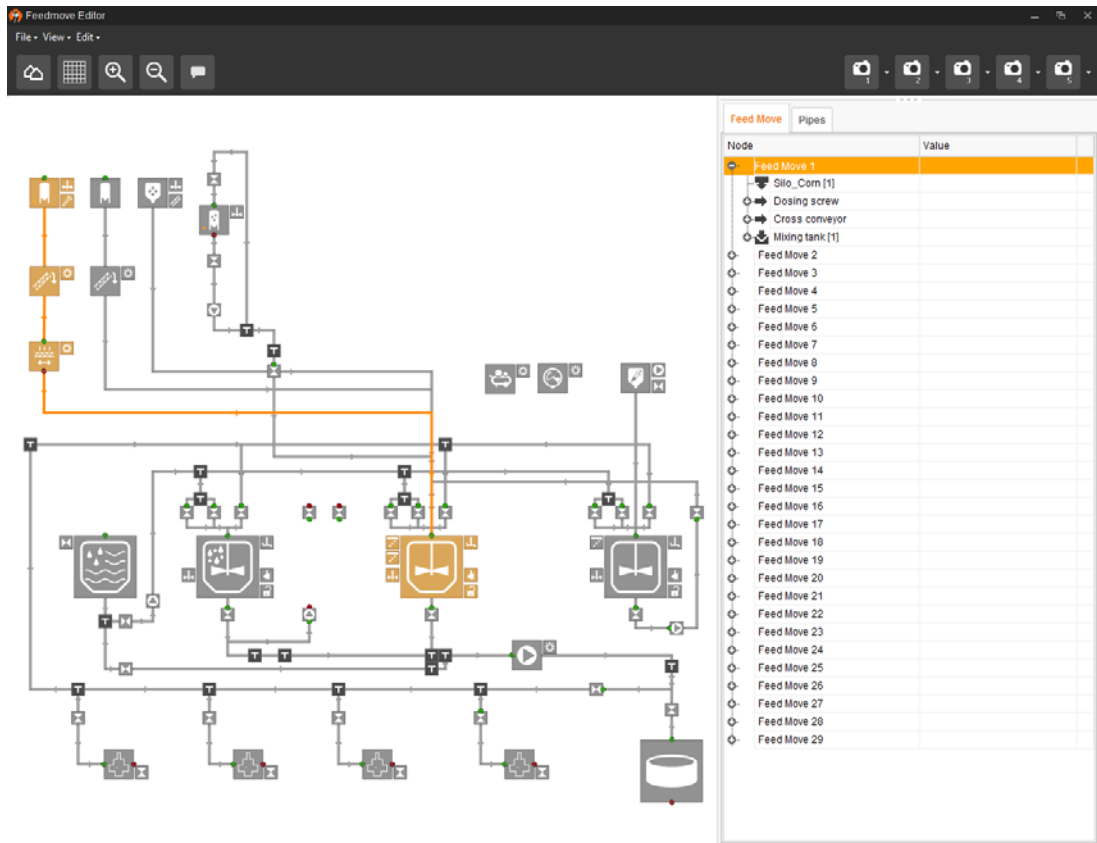 Feedmove Editor
File View Edit
1 2 3 4 5
Feed Move Pipes
Node Value
Feed Move 1
Silo_Corn [1]
Dosing screw
Cross conveyor
Mixing tank [1]
Feed Move 2
Feed Move 3
Feed Move 4
Feed Move 5
Feed Move 6
Feed Move 7
Feed Move 8
Feed Move 9
Feed Move 10
Feed Move 11
Feed Move 12
Feed Move 13
Feed Move 14
Feed Move 15
Feed Move 16
Feed Move 17
Feed Move 18
Feed Move 19
Feed Move 20
Feed Move 21
Feed Move 22
Feed Move 23
Feed Move 24
Feed Move 25
Feed Move 26
Feed Move 27
Feed Move 28
Feed Move 29
T
T
T T
T T T
T T
T
T T T T
T
T
T T T T